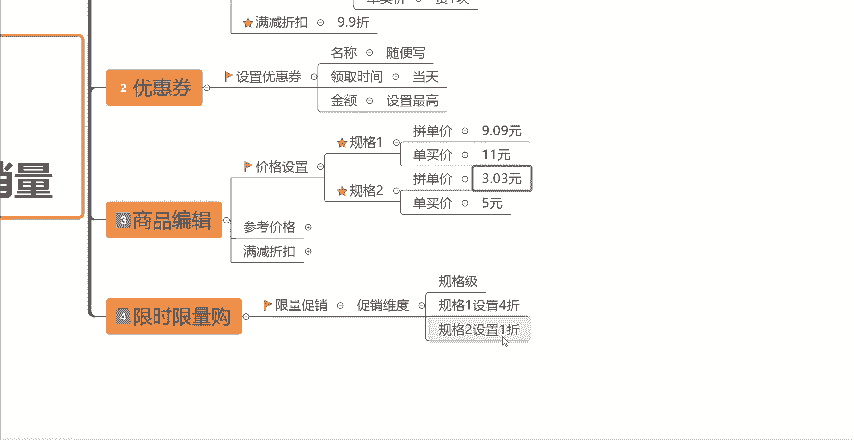 满减折扣 9.9折
2 优惠券
设置优惠券
名称 随便写
领取时间 当天
金额 设置最高
销量
3 商品编辑
价格设置
规格1
拼单价 9.09元
单买价 11元
规格2
拼单价 3.03元
单买价 5元
参考价格
满减折扣
4 限时限量购
限量促销 促销维度
规格级
规格1设置4折
规格2设置1折